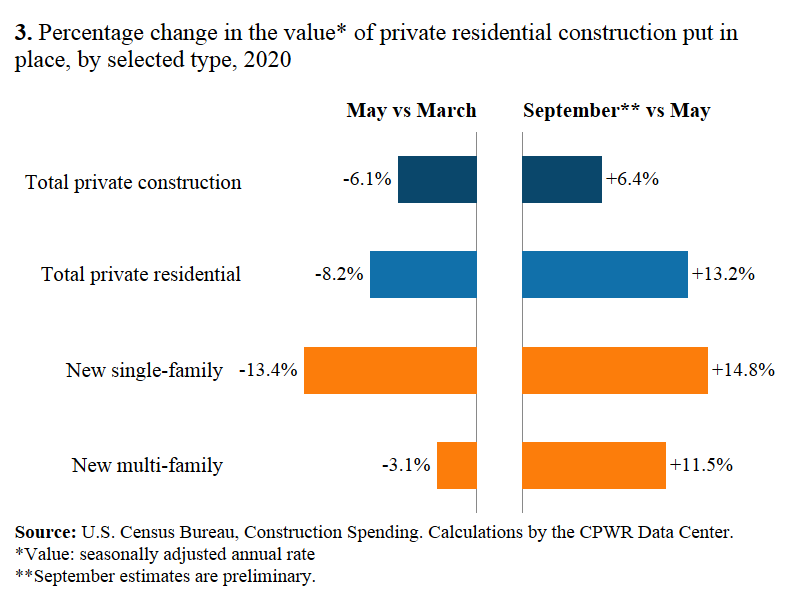 3. Percentage change in the value* of private residential construction put in
place, by selected type, 2020
May vs March September** vs May
Total private construction -6.1% +6.4%
Total private residential -8.2% +13.2%
New single-family -13.4% +14.8%
New multi-family -3.1% +11.5%
Source: U.S. Census Bureau, Construction Spending. Calculations by the CPWR Data Center.
*Value: seasonally adjusted annual rate
**September estimates are preliminary.